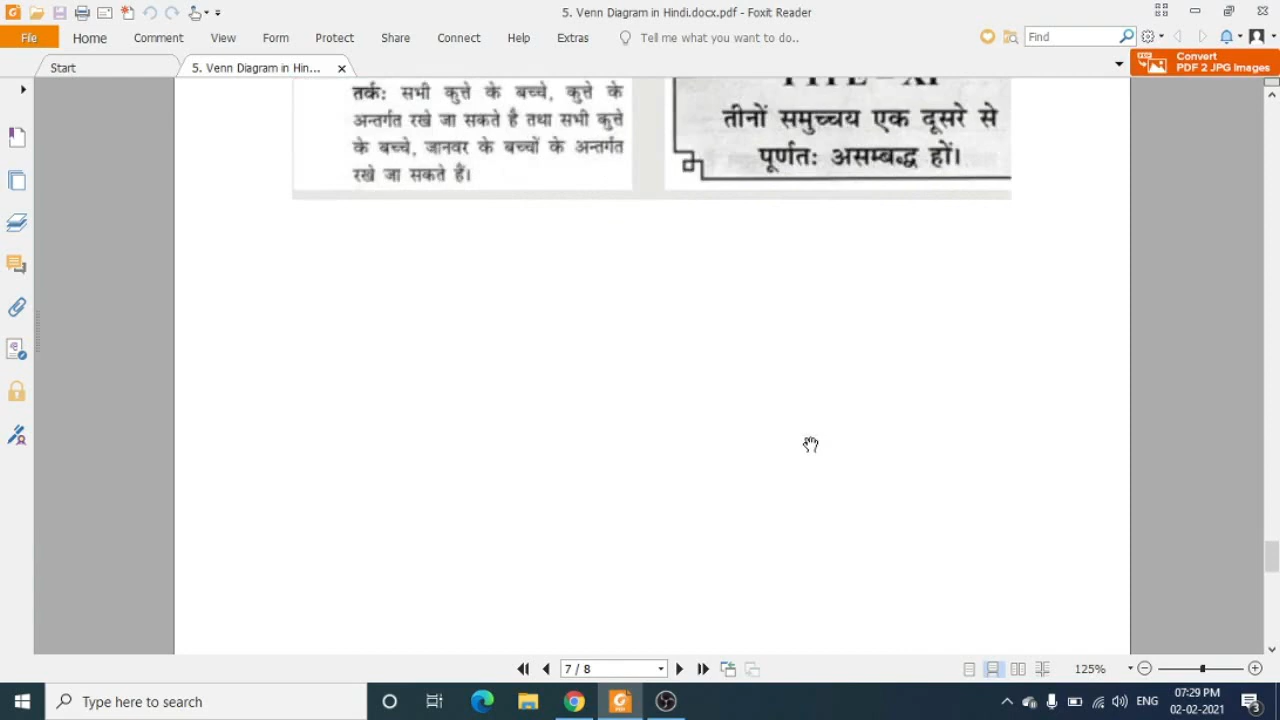 5. Venn Diagram in Hindi.docx.pdf - Foxit Reader
File Home Comment View Form Protect Share Connect Help Extras Tell me what you want to do.. Find
Start 5. Venn Diagram in Hin... Convert
PDF 2 JPG Images
तर्क: सभी कुत्ते के बच्चे, कुत्ते के
अन्तर्गत रखे जा सकते है तथा सभी कुत्ते
के बच्चे, जानवर के बच्चों के अन्तर्गत
रखे जा सकते हैं।
तीनों समुच्चय एक दूसरे से
पूर्णतः असम्बद्ध हों।
7 / 8 125%
Type here to search
ENG 07:29 PM
02-02-2021
3